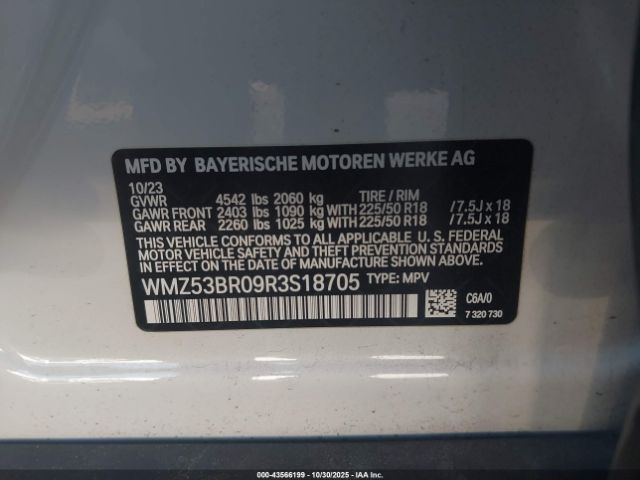 MFD BY BAYERISCHE MOTOREN WERKE AG
10/23
GVWR 4542 lbs 2060 kg TIRE / RIM
GAWR FRONT 2403 lbs 1090 kg WITH 225/50 R18 /7.5J x 18
GAWR REAR 2260 lbs 1025 kg WITH 225/50 R18 /7.5J x 18
THIS VEHICLE CONFORMS TO ALL APPLICABLE U. S. FEDERAL
MOTOR VEHICLE SAFETY AND THEFT PREVENTION STANDARDS
IN EFFECT ON THE DATE OF MANUFACTURE SHOWN ABOVE.
WMZ53BR09R3S18705 TYPE: MPV
C6A/0
7 320 730
000-43566199 - 10/30/2025 - IAAI.com